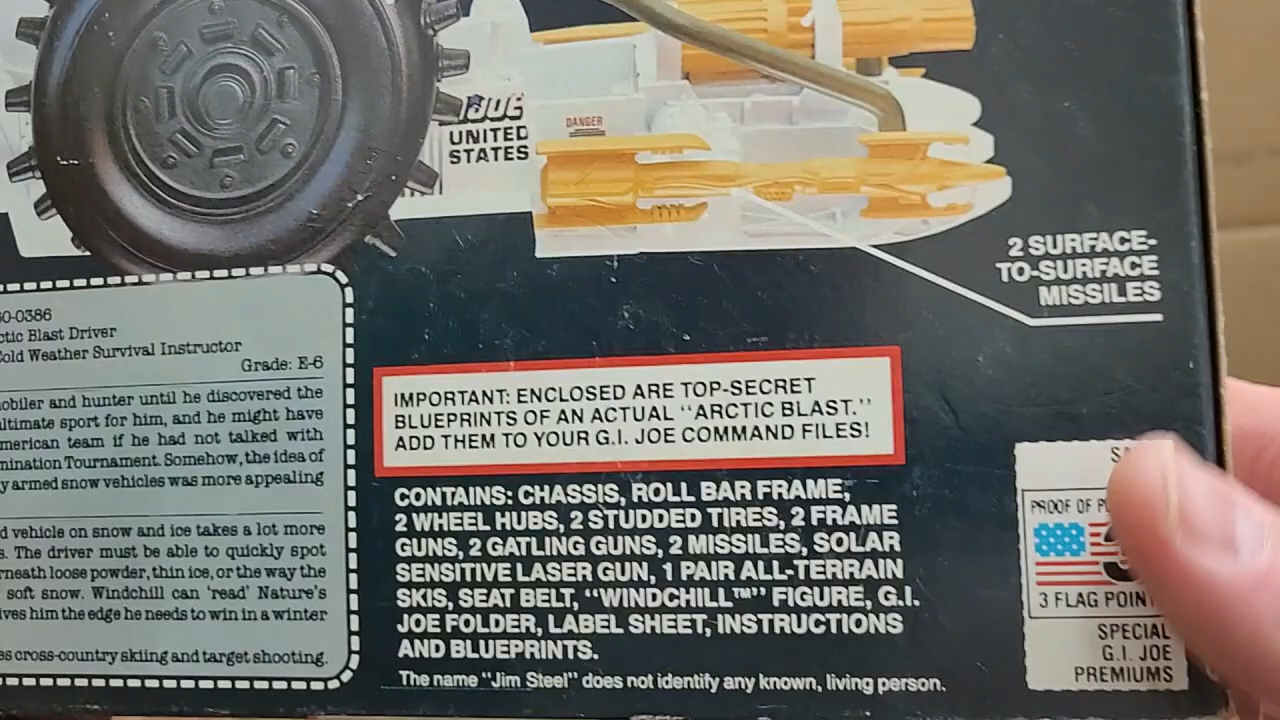 JOE
UNITED
STATES
DANGER
2 SURFACE-
TO-SURFACE
MISSILES
0-0386
ctic Blast Driver
Cold Weather Survival Instructor
Grade: E-6
obiler and hunter until he discovered the
ultimate sport for him, and he might have
merican team if he had not talked with
mination Tournament. Somehow, the idea of
y armed snow vehicles was more appealing
d vehicle on snow and ice takes a lot more
s. The driver must be able to quickly spot
rneath loose powder, thin ice, or the way the
soft snow. Windchill can 'read' Nature's
ives him the edge he needs to win in a winter
es cross-country skiing and target shooting.
IMPORTANT: ENCLOSED ARE TOP-SECRET
BLUEPRINTS OF AN ACTUAL "ARCTIC BLAST."
ADD THEM TO YOUR G.I. JOE COMMAND FILES!
CONTAINS: CHASSIS, ROLL BAR FRAME,
2 WHEEL HUBS, 2 STUDDED TIRES, 2 FRAME
GUNS, 2 GATLING GUNS, 2 MISSILES, SOLAR
SENSITIVE LASER GUN, 1 PAIR ALL-TERRAIN
SKIS, SEAT BELT, "WINDCHILL™" FIGURE, G.I.
JOE FOLDER, LABEL SHEET, INSTRUCTIONS
AND BLUEPRINTS.
The name "Jim Steel" does not identify any known, living person.
SA
PROOF OF P
3 FLAG POIN
SPECIAL
G.I. JOE
PREMIUMS